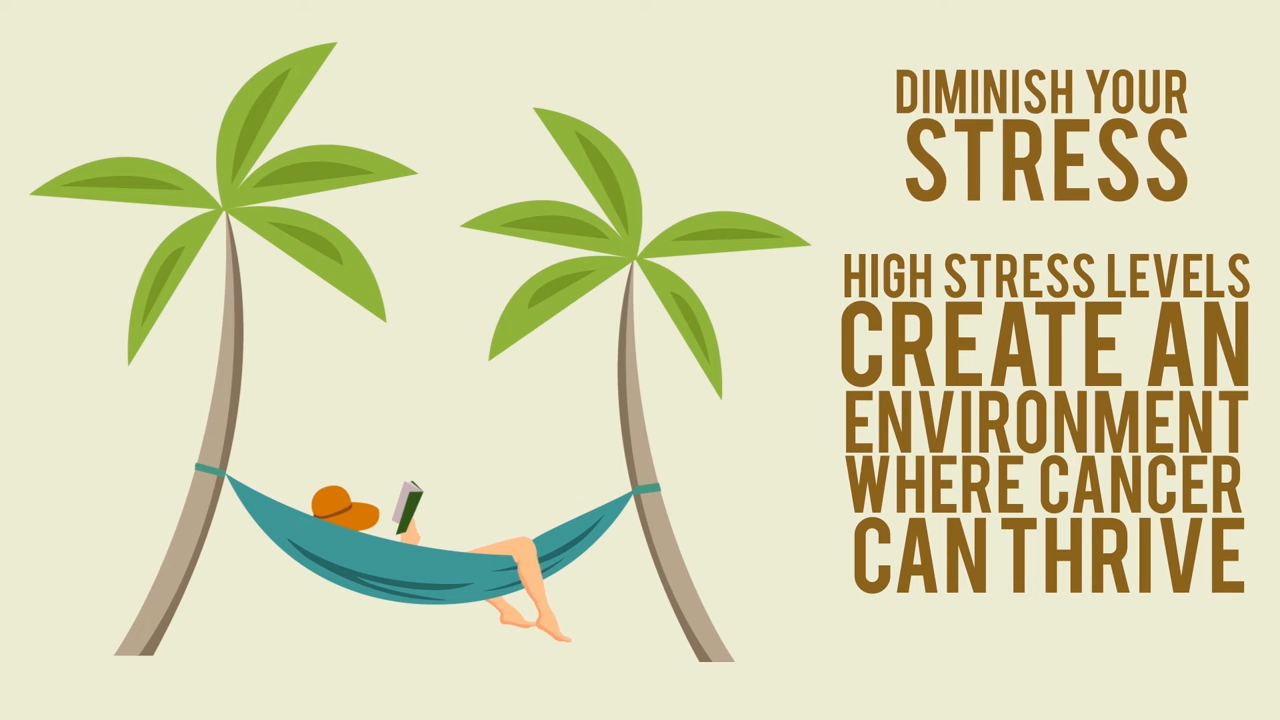 DIMINISH YOUR
STRESS
HIGH STRESS LEVELS
CREATE AN
ENVIRONMENT
WHERE CANCER
CAN THRIVE